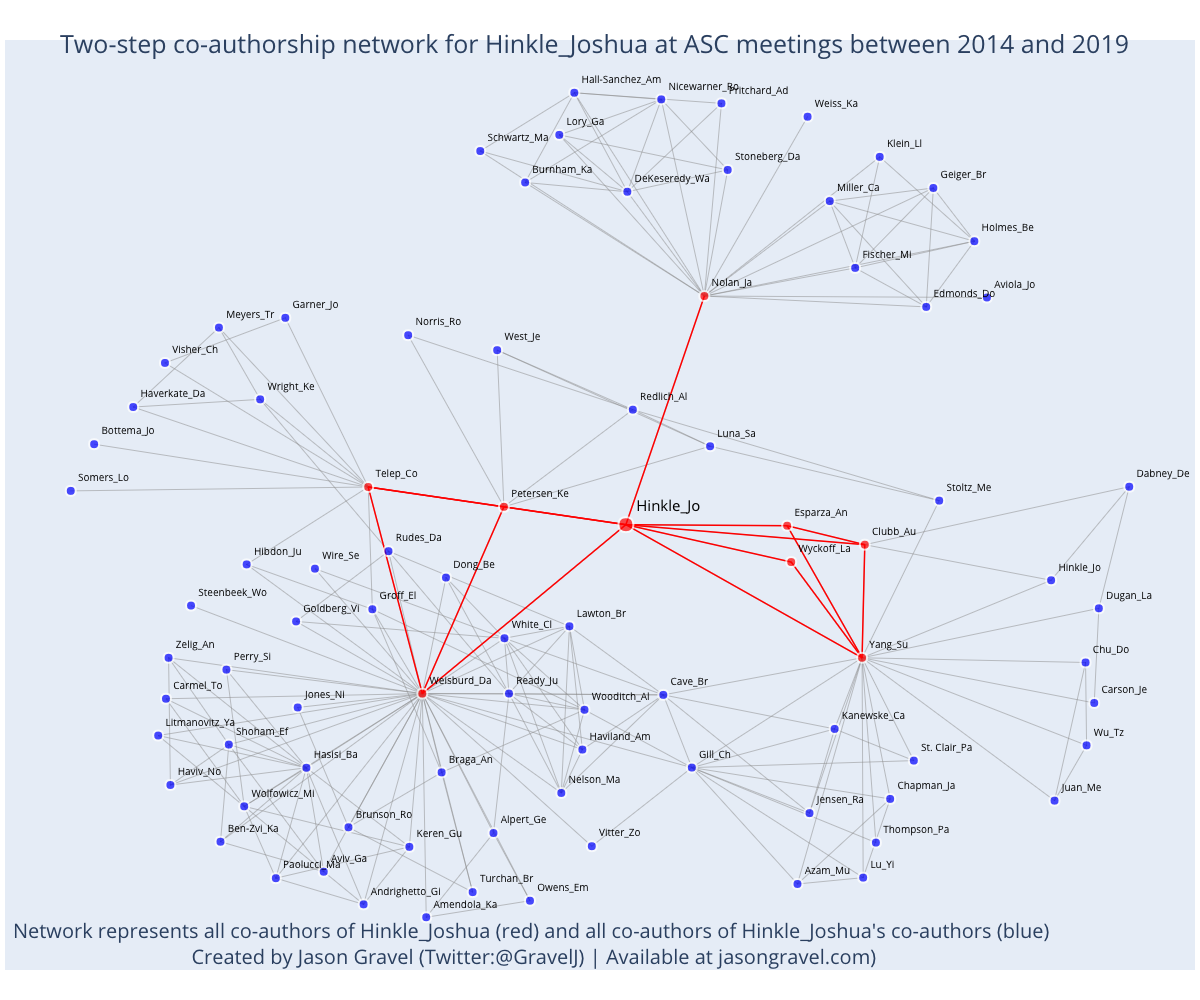 Two-step co-authorship network for Hinkle_Joshua at ASC meetings between 2014 and 2019
Hall-Sanchez_Am
Nicewarner_Bo
Pritchard_Ad
Weiss_Ka
Lory_Ga
Schwartz_Ma
Klein_Ll
Stoneberg_Da
Burnham_Ka
DeKeseredy_Wa
Geiger_Br
Miller_Ca
Holmes_Be
Fischer_Mi
Nolan_Ja
Aviola_Jo
Edmonds_Do
Garner_Jo
Meyers_Tr
Norris_Ro
West_Je
Visher_Ch
Wright_Ke
Haverkate_Da
Redlich_Al
Bottema_Jo
Luna_Sa
Telep_Co
Somers_Lo
Dabney_De
Petersen_Ke
Stoltz_Me
Hinkle_Jo
Esparza_An
Clubb_Au
Rudes_Da
Wyckoff_La
Hibdon_Ju
Wire_Se
Dong_Be
Hinkle_Jo
Steenbeek_Wo
Groff_El
Goldberg_Vi
Dugan_La
Lawton_Br
White_Cl
Zelig_An
Yang_Su
Chu_Do
Perry_Si
Carmel_To
Jones_Ni
Weisburd_Da
Ready_Ju
Cave_Br
Wooditch_Al
Carson_Je
Litmanovitz_Ya
Shoham_Ef
Kanewske_Ca
Wu_Tz
Haviland_Am
St. Clair_Pa
Hasisi_Ba
Braga_An
Gill_Ch
Haviv_No
Nelson_Ma
Chapman_Ja
Juan_Me
Wolfowicz_Mi
Jensen_Ra
Brunson_Ro
Ben-Zvi_Ka
Keren_Gu
Alpert_Ge
Vitter_Zo
Thompson_Pa
Paolucci_Ma
Aviv_Ga
Azam_Mu
Lu_Yi
Andrighetto_Gi
Turchan_Br
Owens_Em
Amendola_Ka
Network represents all co-authors of Hinkle_Joshua (red) and all co-authors of Hinkle_Joshua's co-authors (blue)
Created by Jason Gravel (Twitter:@GravelJ) | Available at jasongravel.com)